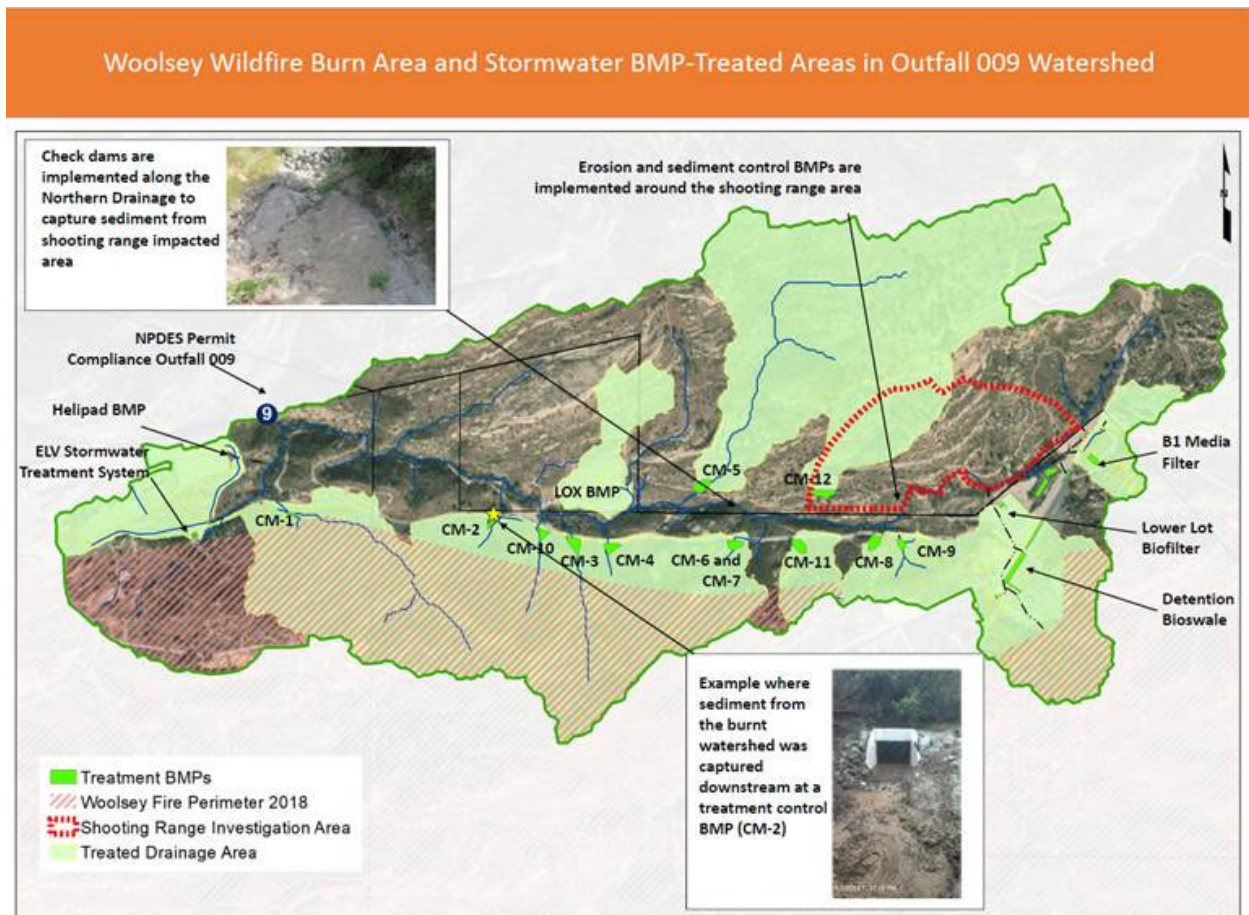 Woolsey Wildfire Burn Area and Stormwater BMP-Treated Areas in Outfall 009 Watershed
Check dams are
implemented along the
Northern Drainage to
capture sediment from
shooting range impacted
area
Erosion and sediment control BMPs are
implemented around the shooting range area
N
NPDES Permit
Compliance Outfall 009
9
Helipad BMP
ELV Stormwater
Treatment System
CM-1
CM-2
CM-10
CM-3
LOX BMP
CM-4
CM-5
CM-6 and
CM-7
CM-12
CM-11
CM-8
CM-9
B1 Media
Filter
Lower Lot
Biofilter
Detention
Bioswale
Example where
sediment from
the burnt
watershed was
captured
downstream at a
treatment control
BMP (CM-2)
Treatment BMPs
Woolsey Fire Perimeter 2018
Shooting Range Investigation Area
Treated Drainage Area